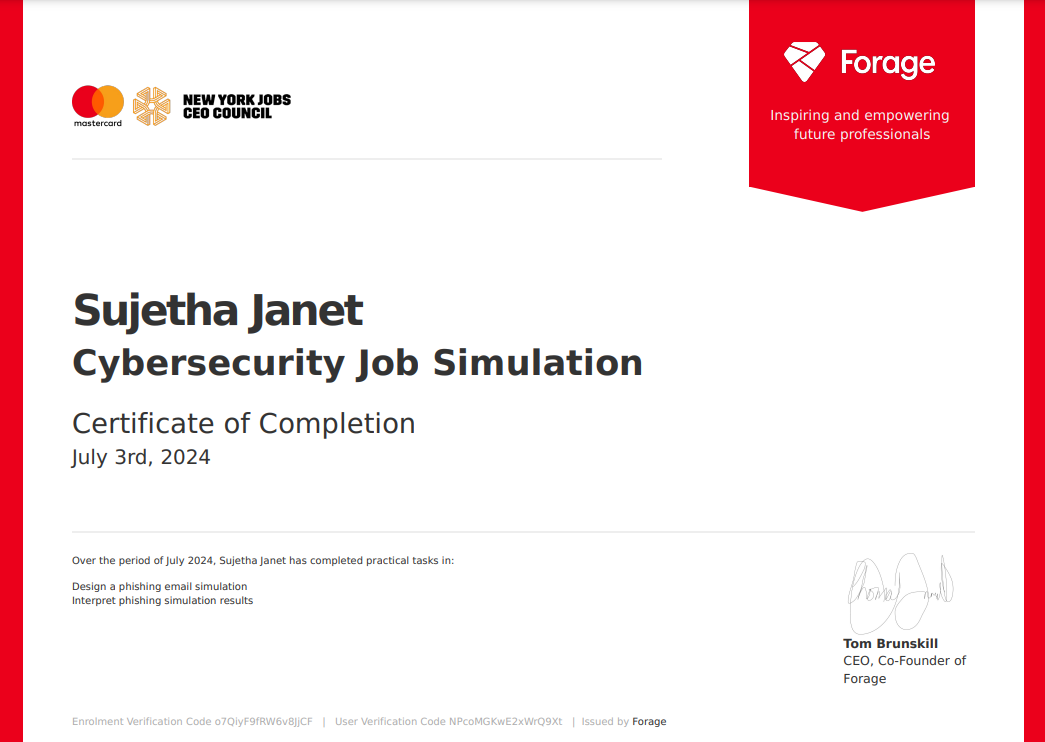 mastercard
NEW YORK JOBS
CEO COUNCIL
Forage
Inspiring and empowering
future professionals
Sujetha Janet
Cybersecurity Job Simulation
Certificate of Completion
July 3rd, 2024
Over the period of July 2024, Sujetha Janet has completed practical tasks in:
Design a phishing email simulation
Interpret phishing simulation results
Tom Brunskill
CEO, Co-Founder of
Forage
Enrolment Verification Code o7QiyF9fRW6v8JjCF | User Verification Code NPcoMGKwE2xWrQ9Xt | Issued by Forage